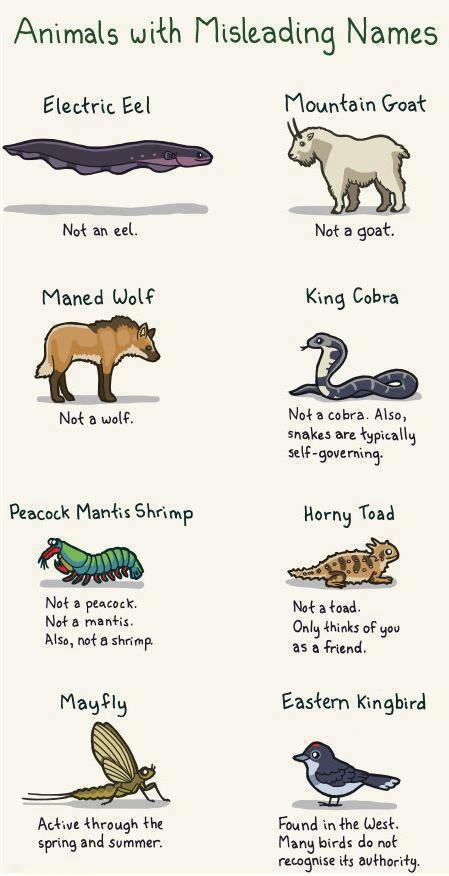 Animals with Misleading Names
Electric Eel
Not an eel.
Mountain Goat
Not a goat.
Maned Wolf
Not a wolf.
King Cobra
Not a cobra. Also,
snakes are typically
self-governing.
Peacock Mantis Shrimp
Not a peacock.
Not a mantis.
Also, not a shrimp.
Horny Toad
Not a toad.
Only thinks of you
as a friend.
Mayfly
Active through the
spring and summer.
Eastern Kingbird
Found in the West.
Many birds do not
recognise its authority.